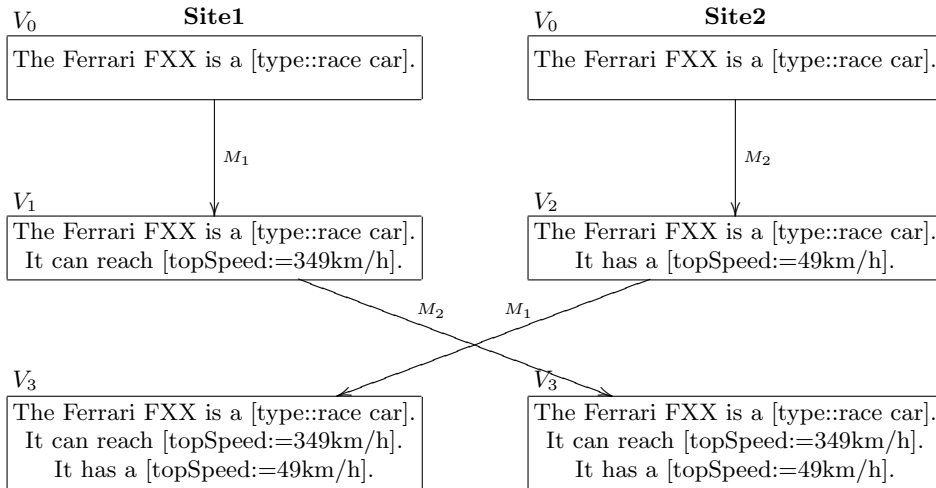 Site1
Site2
V0
V0
The Ferrari FXX is a [type::race car].
The Ferrari FXX is a [type::race car].
M1
M2
V1
V2
The Ferrari FXX is a [type::race car].
It can reach [topSpeed:=349km/h].
The Ferrari FXX is a [type::race car].
It has a [topSpeed:=49km/h].
M2
M1
V3
V3
The Ferrari FXX is a [type::race car].
It can reach [topSpeed:=349km/h].
It has a [topSpeed:=49km/h].
The Ferrari FXX is a [type::race car].
It can reach [topSpeed:=349km/h].
It has a [topSpeed:=49km/h].